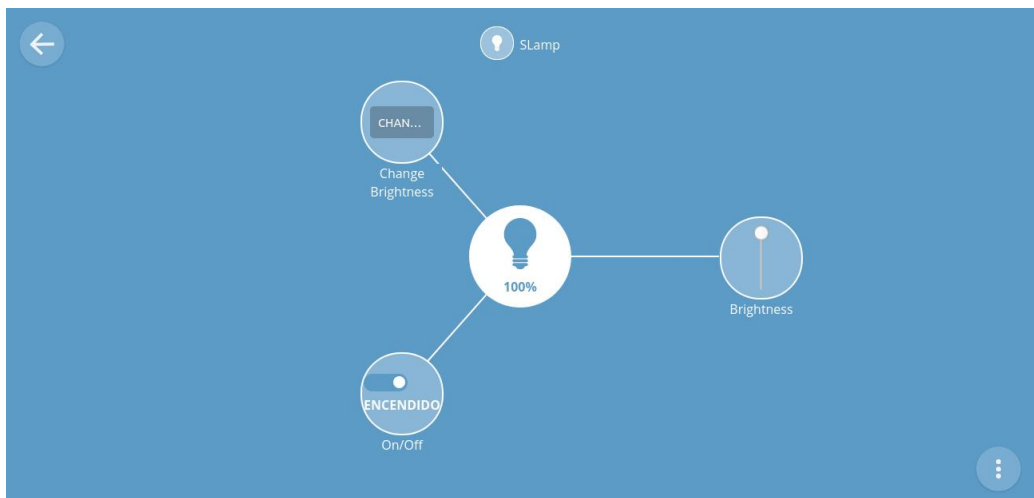 SLamp
CHAN...
Change
Brightness
100%
Brightness
ENCENDIDO
On/Off